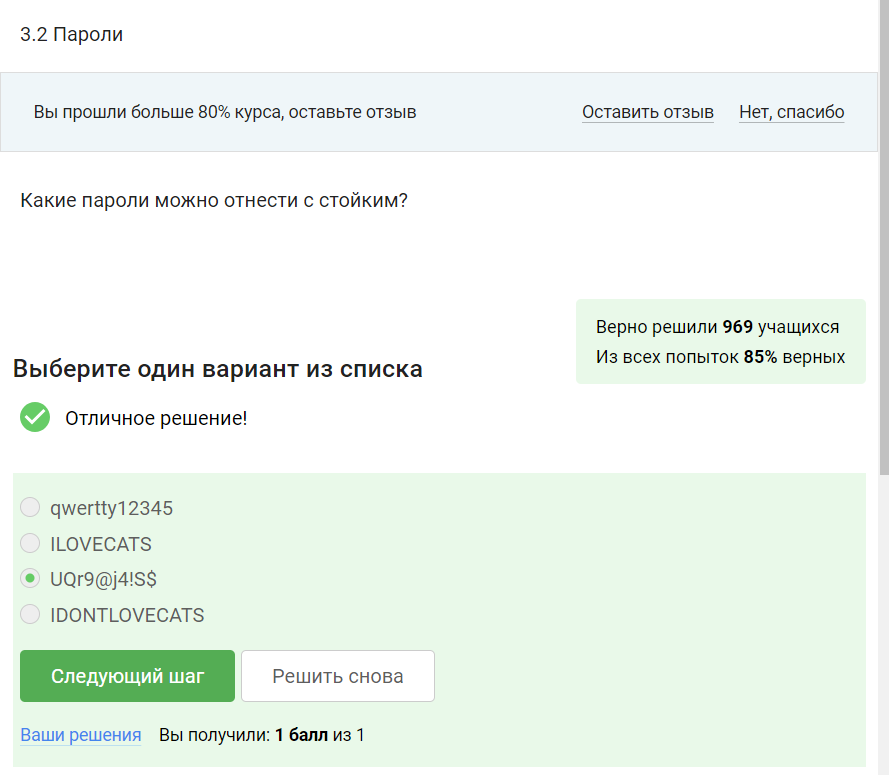 3.2 Пароли
Вы прошли больше 80% курса, оставьте отзыв
Оставить отзыв
Нет, спасибо
Какие пароли можно отнести с стойким?
Верно решили 969 учащихся
Из всех попыток 85% верных
Выберите один вариант из списка
Отличное решение!
qwertty12345
ILOVECATS
UQr9@j4!S$
IDONTLOVECATS
Следующий шаг
Решить снова
Ваши решения
Вы получили: 1 балл из 1